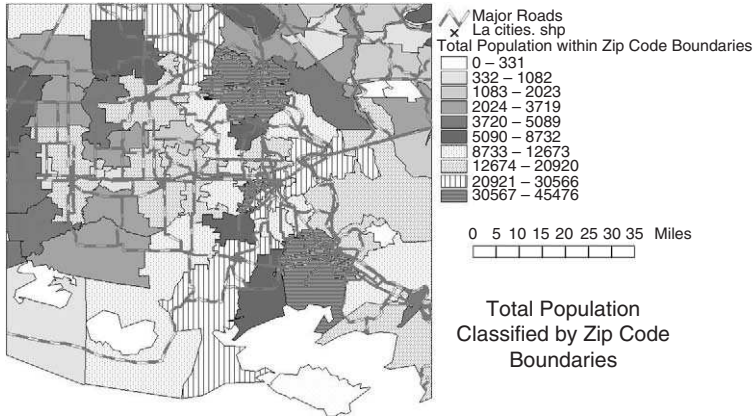 Major Roads
La cities. shp
Total Population within Zip Code Boundaries
0 – 331
332 – 1082
1083 – 2023
2024 – 3719
3720 – 5089
5090 – 8732
8733 – 12673
12674 – 20920
20921 – 30566
30567 – 45476
0 5 10 15 20 25 30 35 Miles
Total Population
Classified by Zip Code
Boundaries